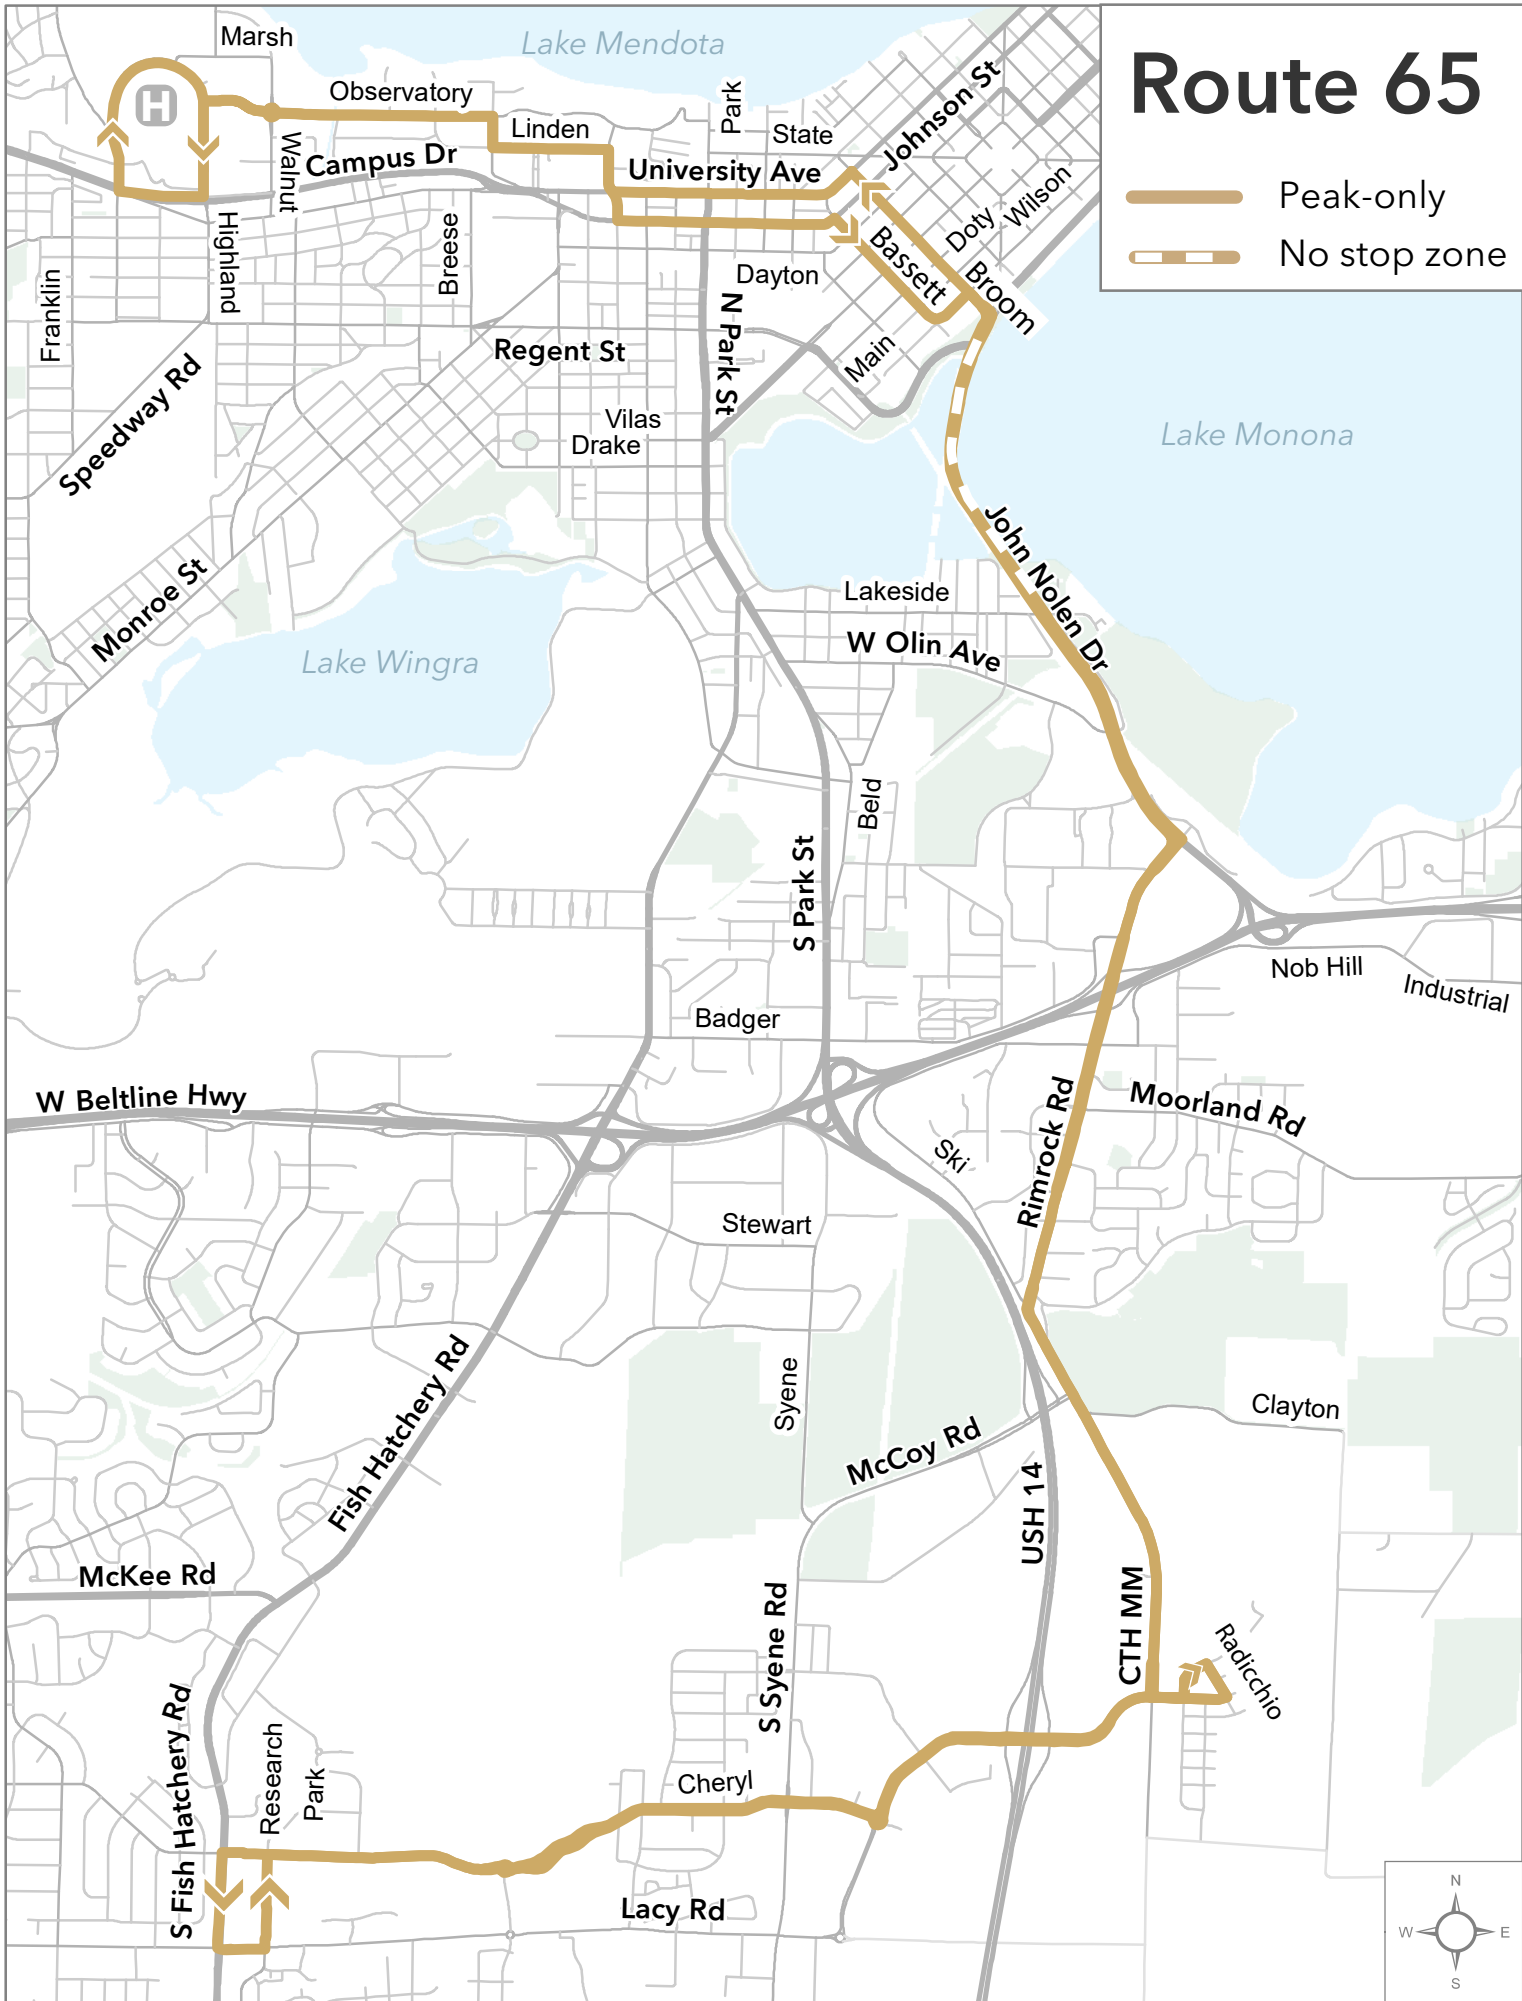 Route 65
Peak-only
No stop zone
Marsh
Lake Mendota
Observatory
H
Linden
Park
State
Johnson St
Walnut
Campus Dr
University Ave
Highland
Breese
Franklin
Dayton
Bassett
Doty
Wilson
Broom
N Park St
Regent St
Main
Speedway Rd
Vilas
Drake
Lake Monona
Monroe St
John Nolen Dr
Lakeside
W Olin Ave
Lake Wingra
Beld
S Park St
Nob Hill
Industrial
Badger
W Beltline Hwy
Rimrock Rd
Moorland Rd
Ski
Stewart
Fish Hatchery Rd
Syene
McCoy Rd
Clayton
USH 14
McKee Rd
CTH MM
S Syene Rd
Radicchio
S Fish Hatchery Rd
Research
Park
Cheryl
Lacy Rd
N
W
E
S